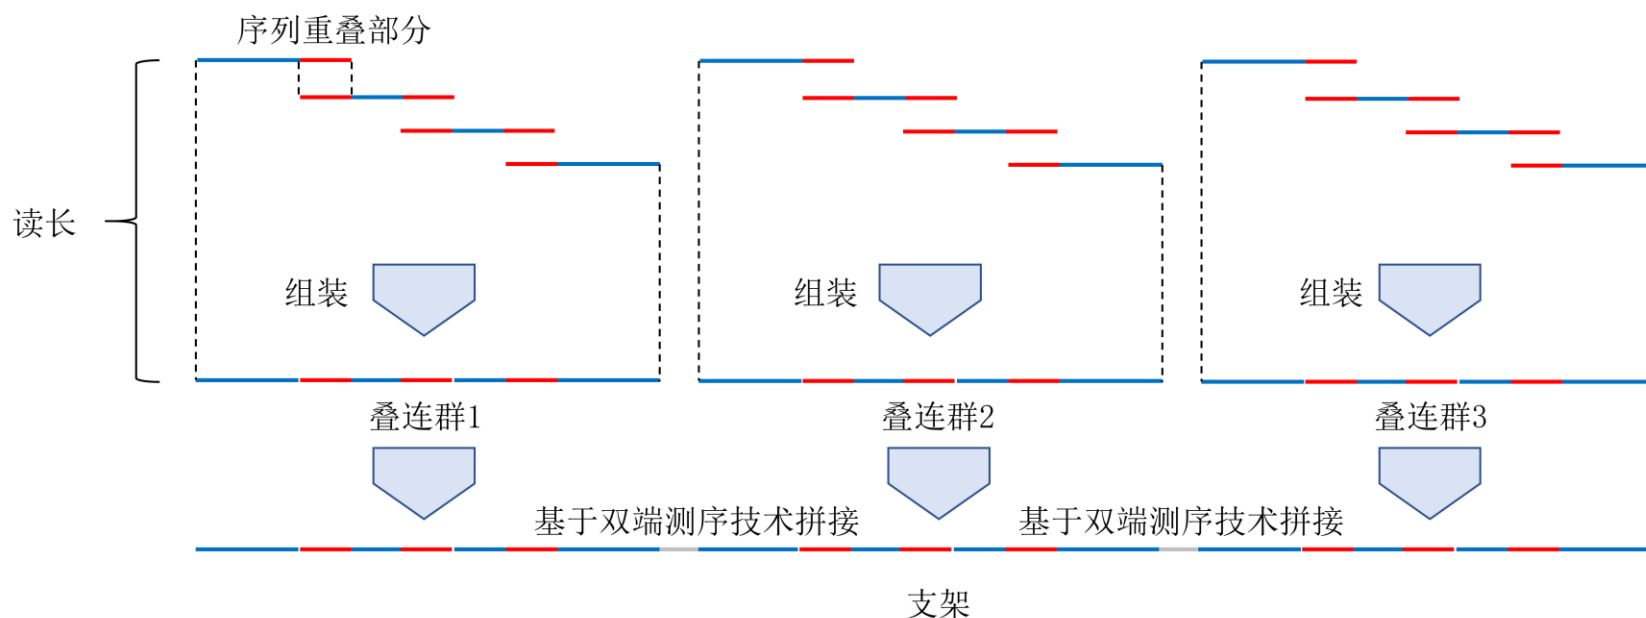 序列重叠部分
读长
组装
组装
组装
叠连群1
叠连群2
叠连群3
基于双端测序技术拼接
基于双端测序技术拼接
支架